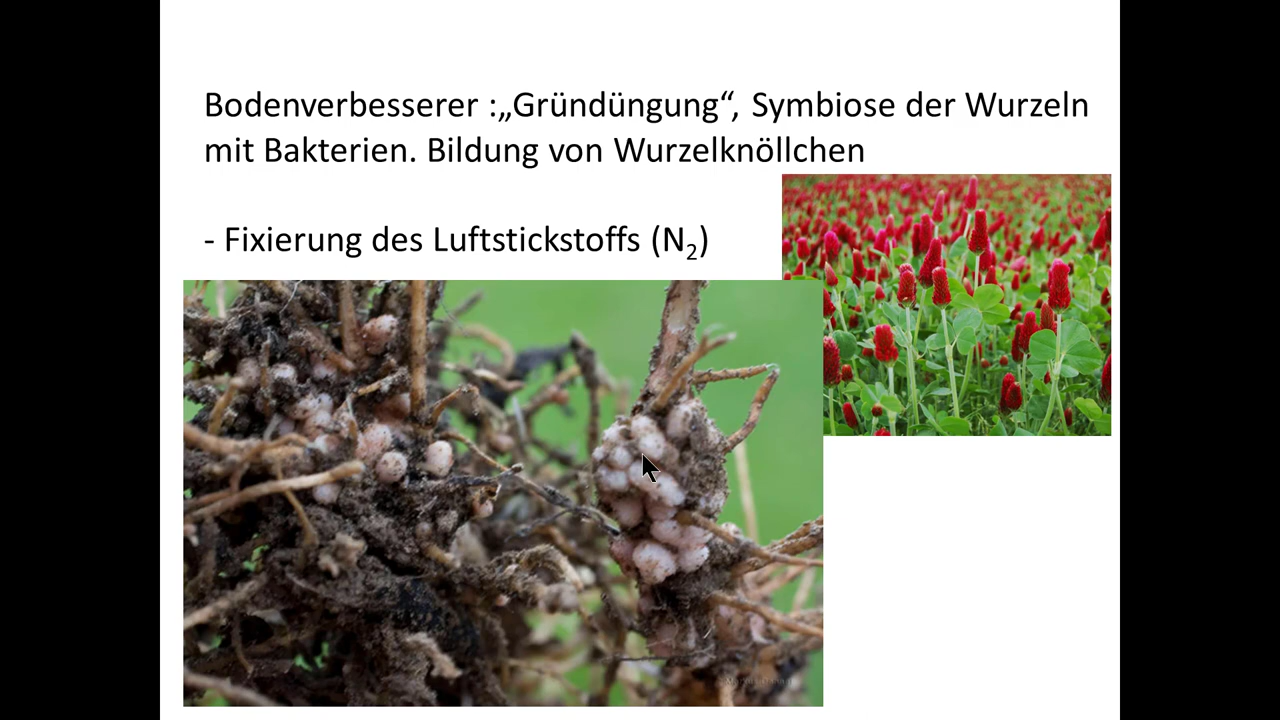 Bodenverbesserer :„Gründüngung“, Symbiose der Wurzeln
mit Bakterien. Bildung von Wurzelknöllchen
- Fixierung des Luftstickstoffs (N₂)